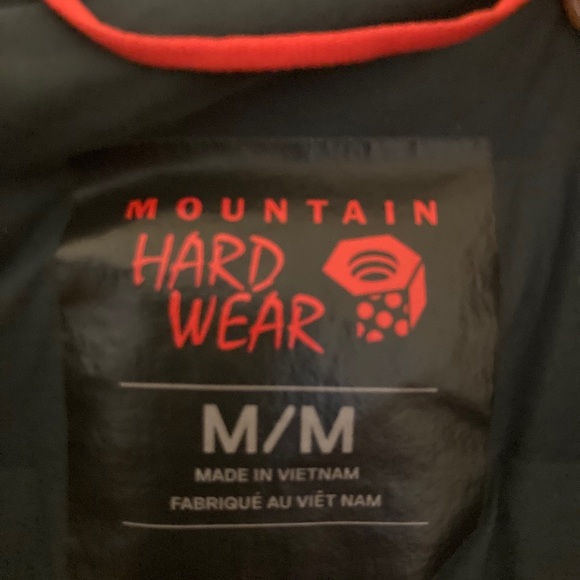 MOUNTAIN
HARD
WEAR
M/M
MADE IN VIETNAM
FABRIQUÉ AU VIÊT NAM